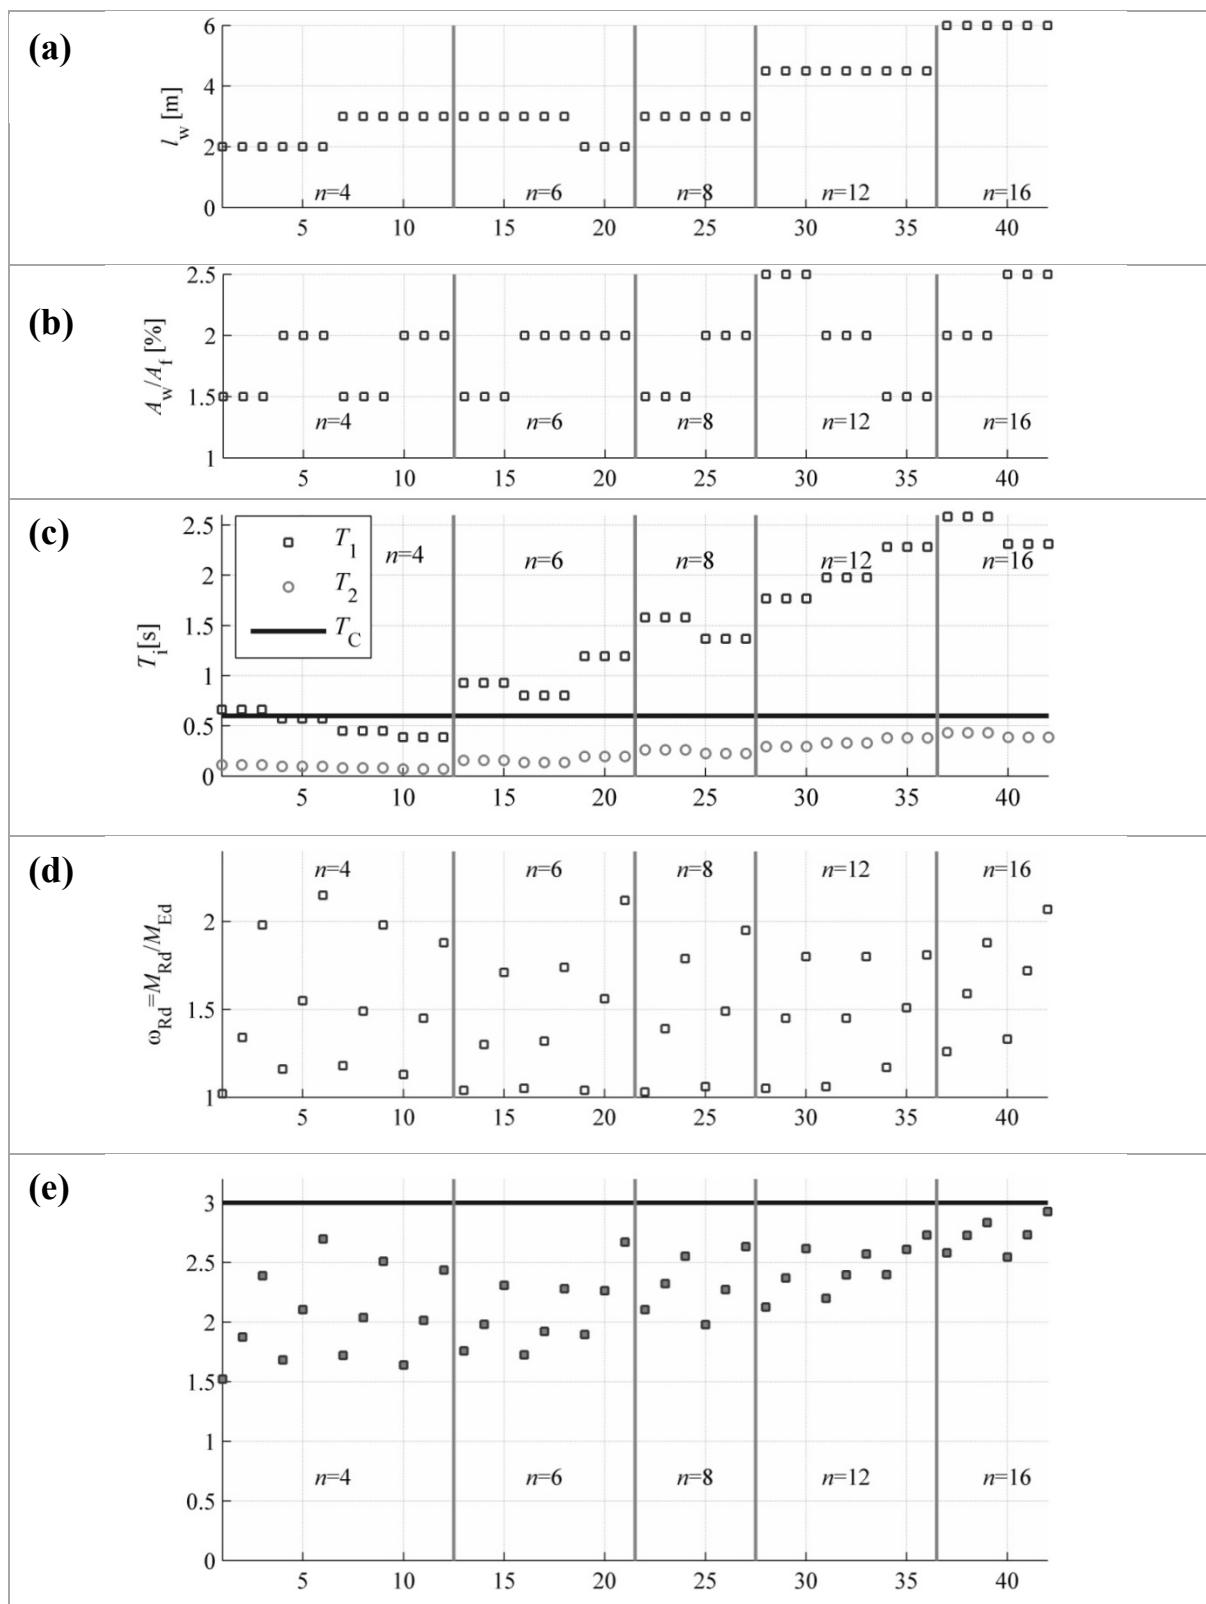 (a)
l_w [m]
6
4
2
0
n=4 n=6 n=8 n=12 n=16
5 10 15 20 25 30 35 40
(b)
A_w/A_f [%]
2.5
2
1.5
1
n=4 n=6 n=8 n=12 n=16
5 10 15 20 25 30 35 40
(c)
T_i[s]
2.5
2
1.5
1
0.5
0
T_1
T_2
T_C
n=4 n=6 n=8 n=12 n=16
5 10 15 20 25 30 35 40
(d)
ω_Rd=M_Rd/M_Ed
n=4 n=6 n=8 n=12 n=16
2
1.5
1
5 10 15 20 25 30 35 40
(e)
3
2.5
2
1.5
1
0.5
0
n=4 n=6 n=8 n=12 n=16
5 10 15 20 25 30 35 40